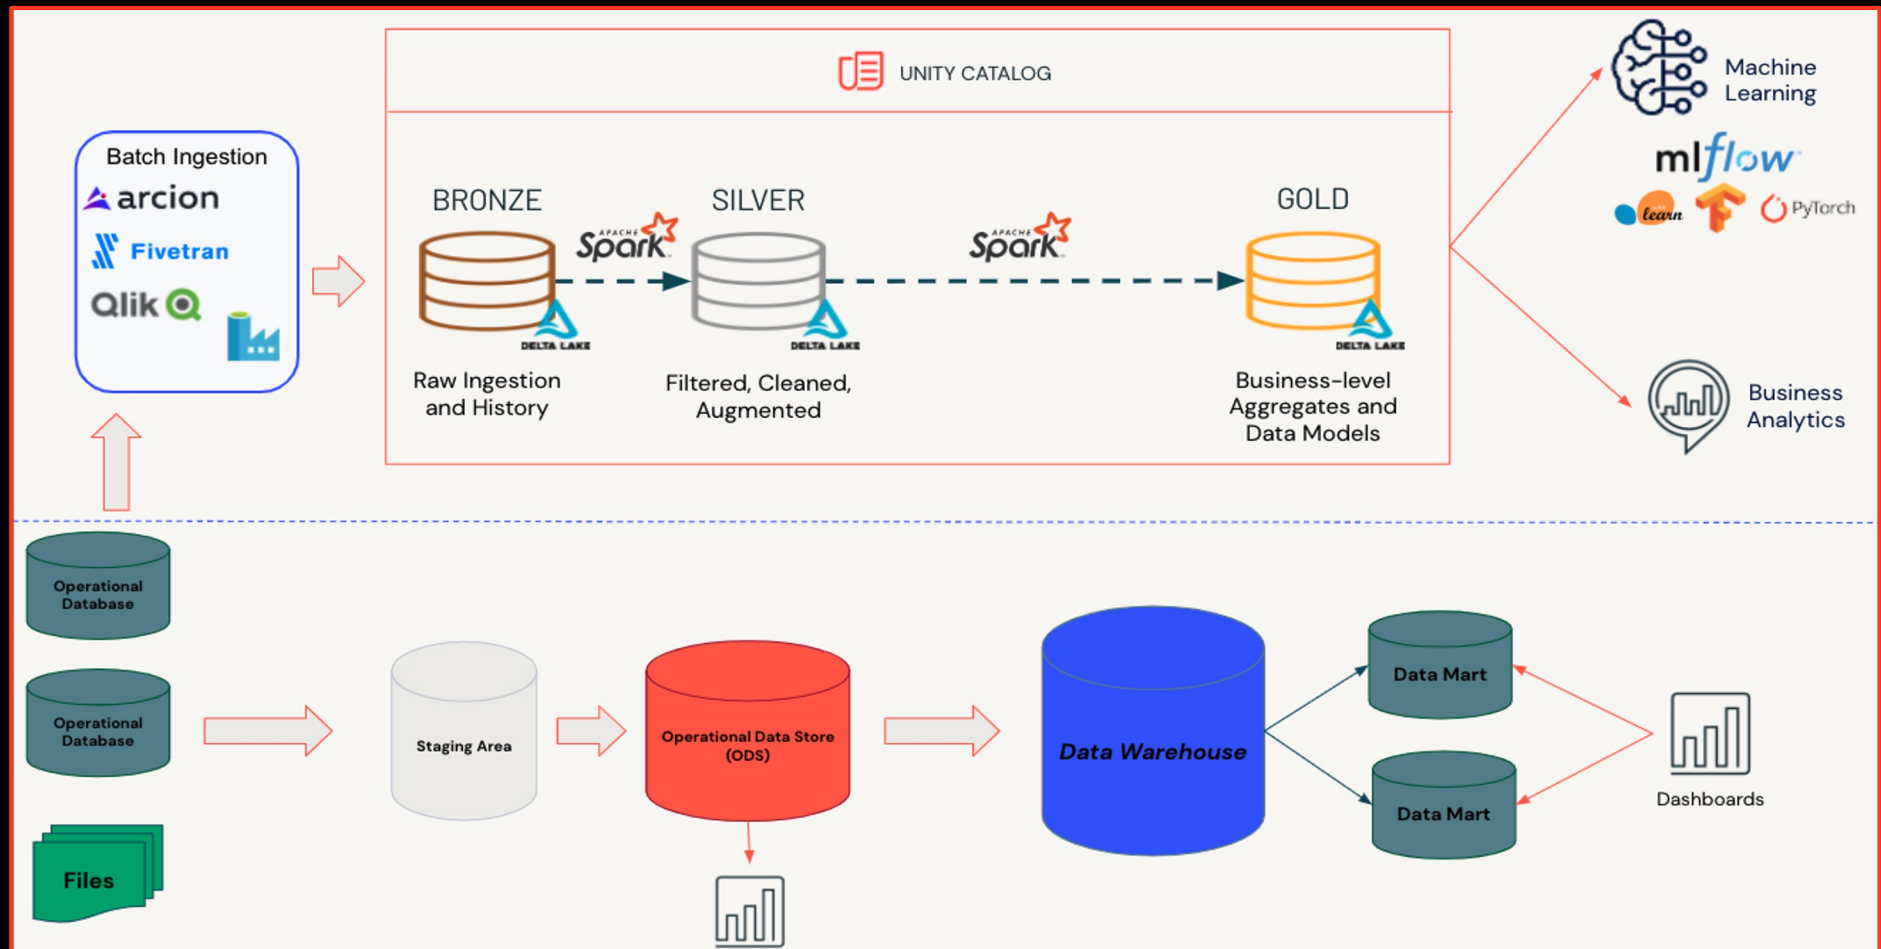 UNITY CATALOG
Machine
Learning
mlflow
learn
PyTorch
Batch Ingestion
arcion
Fivetran
Qlik
BRONZE
APACHE
Spark
SILVER
APACHE
Spark
GOLD
DELTA LAKE
DELTA LAKE
DELTA LAKE
Raw Ingestion
and History
Filtered, Cleaned,
Augmented
Business-level
Aggregates and
Data Models
Business
Analytics
Operational
Database
Operational
Database
Files
Staging Area
Operational Data Store
(ODS)
Data Warehouse
Data Mart
Data Mart
Dashboards